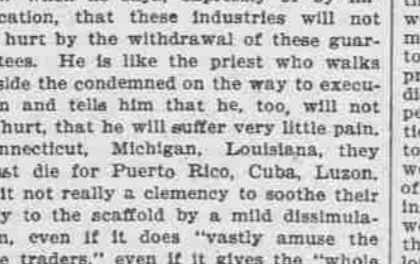 cation, that these industries will not
hurt by the withdrawal of these guar-
tees. He is like the priest who walks
side the condemned on the way to execu-
n and tells him that he, too, will not
hurt, that he will suffer very little pain.
nnecticut, Michigan, Louisiana, they
st die for Puerto Rico, Cuba, Luzon.
it not really a clemency to soothe their
y to the scaffold by a mild dissimula-
n, even if it does "vastly amuse the
e traders," even if it gives the "whole